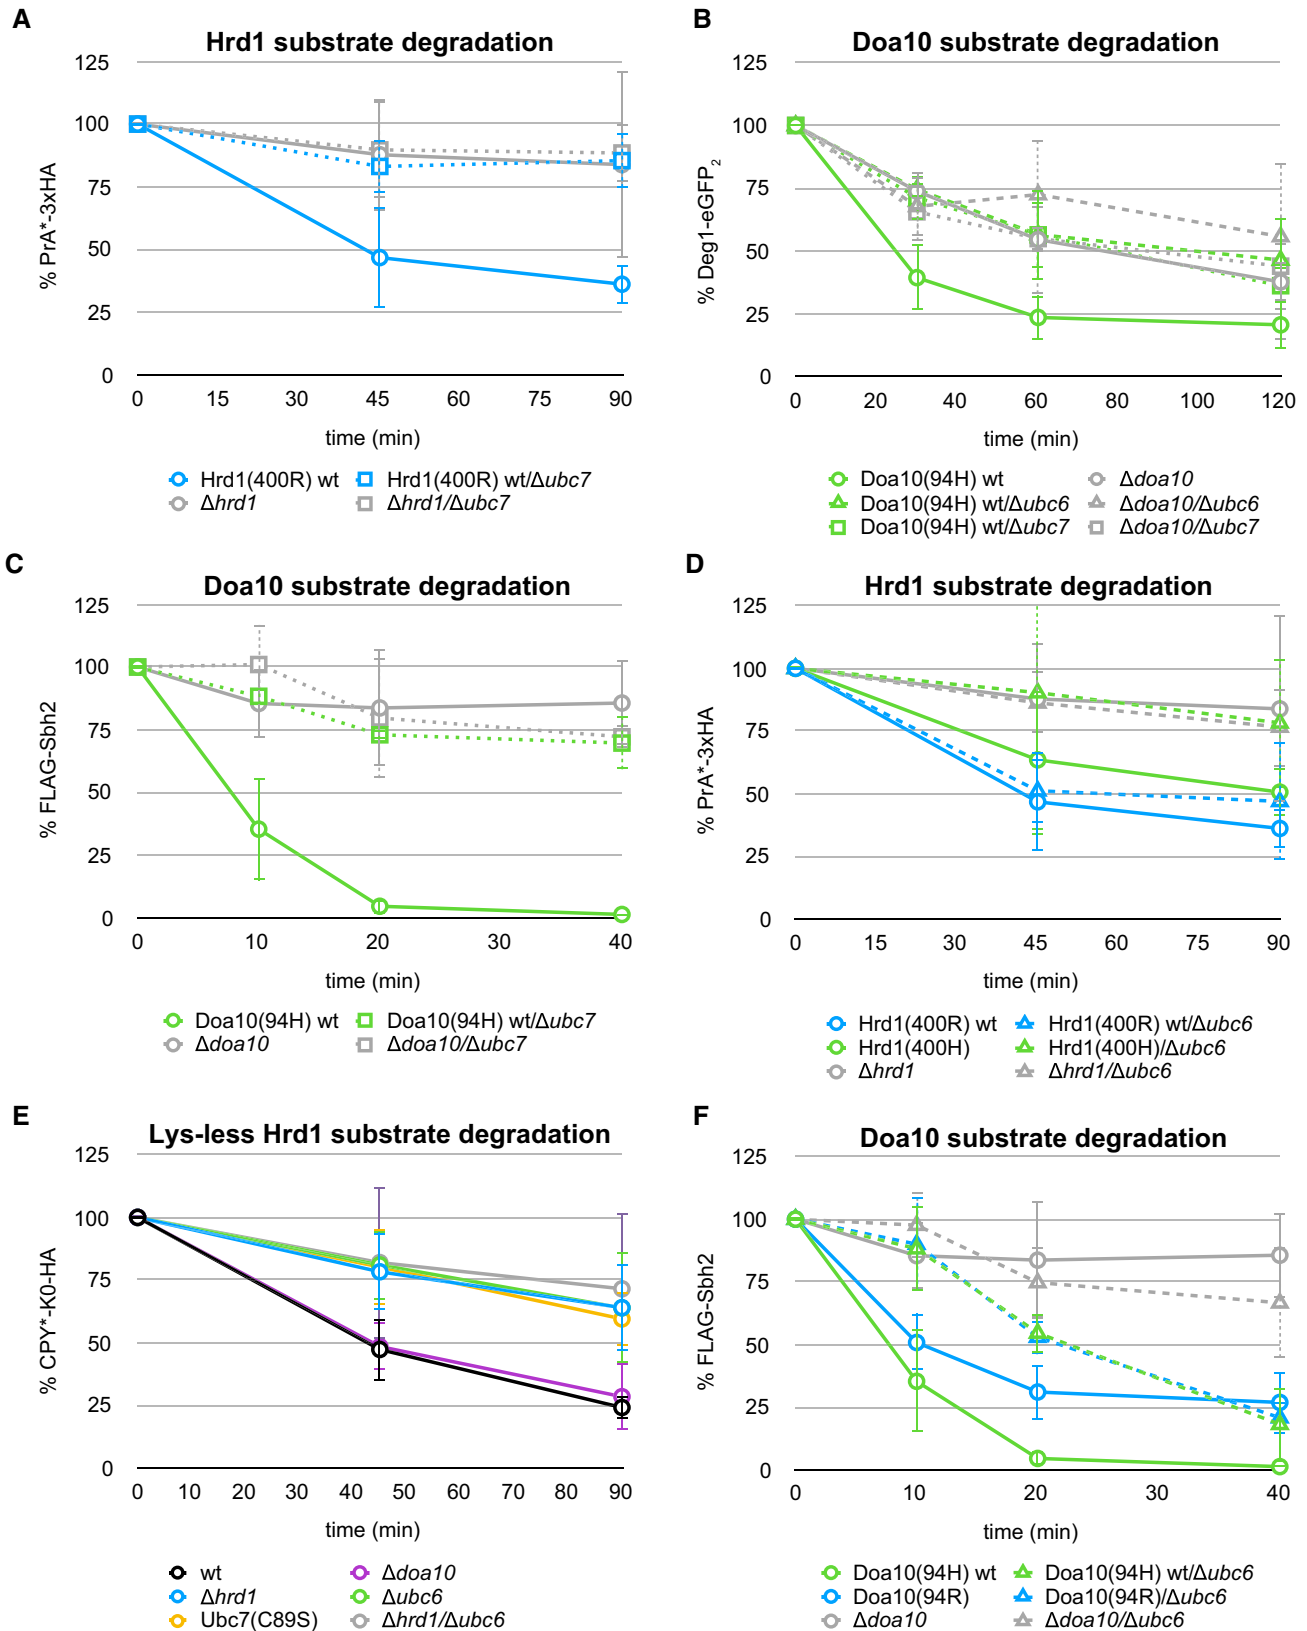 A
Hrd1 substrate degradation
125
100
75
50
25
0
% PrA*-3xHA
0 15 30 45 60 75 90
time (min)
Hrd1(400R) wt
Hrd1(400R) wt/Δubc7
Δhrd1
Δhrd1/Δubc7
B
Doa10 substrate degradation
125
100
75
50
25
0
% Deg1-eGFP₂
0 20 40 60 80 100 120
time (min)
Doa10(94H) wt
Δdoa10
Doa10(94H) wt/Δubc6
Δdoa10/Δubc6
Doa10(94H) wt/Δubc7
Δdoa10/Δubc7
C
Doa10 substrate degradation
125
100
75
50
25
0
% FLAG-Sbh2
0 10 20 30 40
time (min)
Doa10(94H) wt
Doa10(94H) wt/Δubc7
Δdoa10
Δdoa10/Δubc7
D
Hrd1 substrate degradation
125
100
75
50
25
0
% PrA*-3xHA
0 15 30 45 60 75 90
time (min)
Hrd1(400R) wt
Hrd1(400R) wt/Δubc6
Hrd1(400H)
Hrd1(400H)/Δubc6
Δhrd1
Δhrd1/Δubc6
E
Lys-less Hrd1 substrate degradation
125
100
75
50
25
0
% CPY*-K0-HA
0 10 20 30 40 45 50 60 70 80 90
time (min)
wt
Δdoa10
Δhrd1
Δubc6
Ubc7(C89S)
Δhrd1/Δubc6
F
Doa10 substrate degradation
125
100
75
50
25
0
% FLAG-Sbh2
0 10 20 30 40
time (min)
Doa10(94H) wt
Doa10(94H) wt/Δubc6
Doa10(94R)
Doa10(94R)/Δubc6
Δdoa10
Δdoa10/Δubc6